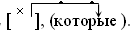 . [ × ], (которые ).